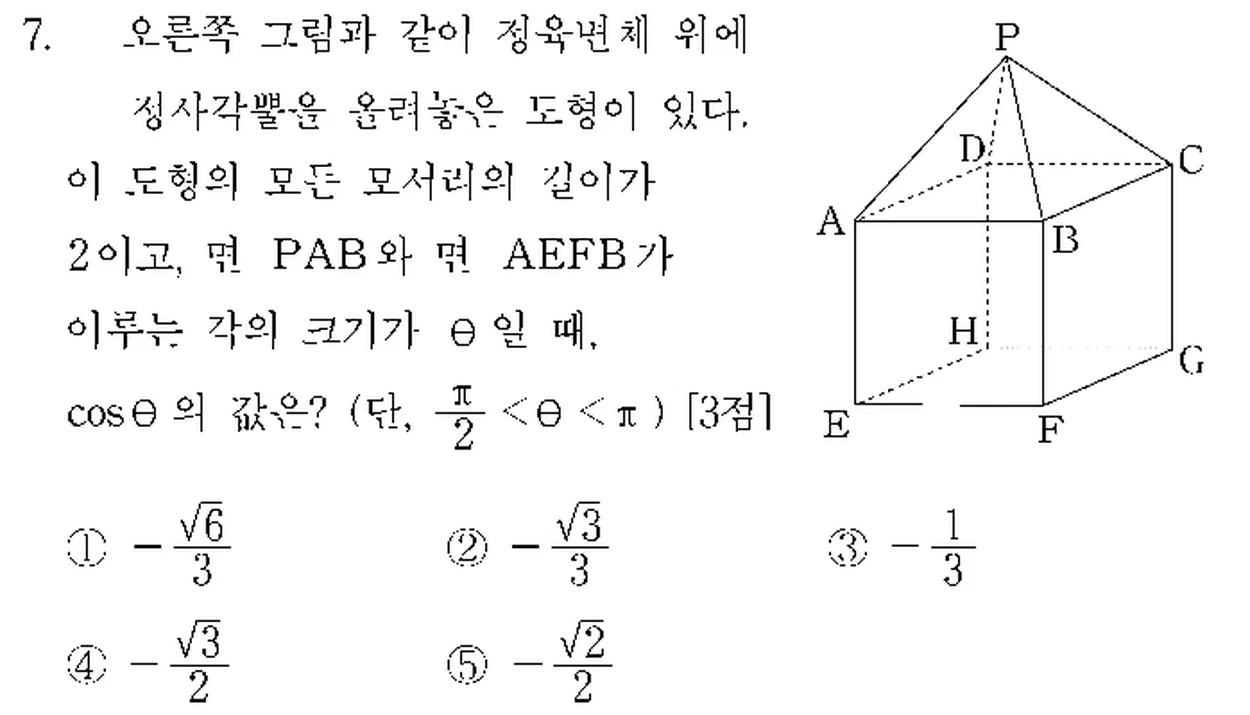 7. 오른쪽 그림과 같이 정육면체 위에
정사각뿔을 올려놓은 도형이 있다.
이 도형의 모든 모서리의 길이가
2이고, 면 PAB와 면 AEFB가
이루는 각의 크기가 θ일 때,
cosθ의 값은? (단, π/2 < θ < π) [3점]
P
D
C
A
B
H
G
E
F
① -√6/3 ② -√3/3 ③ -1/3
④ -√3/2 ⑤ -√2/2